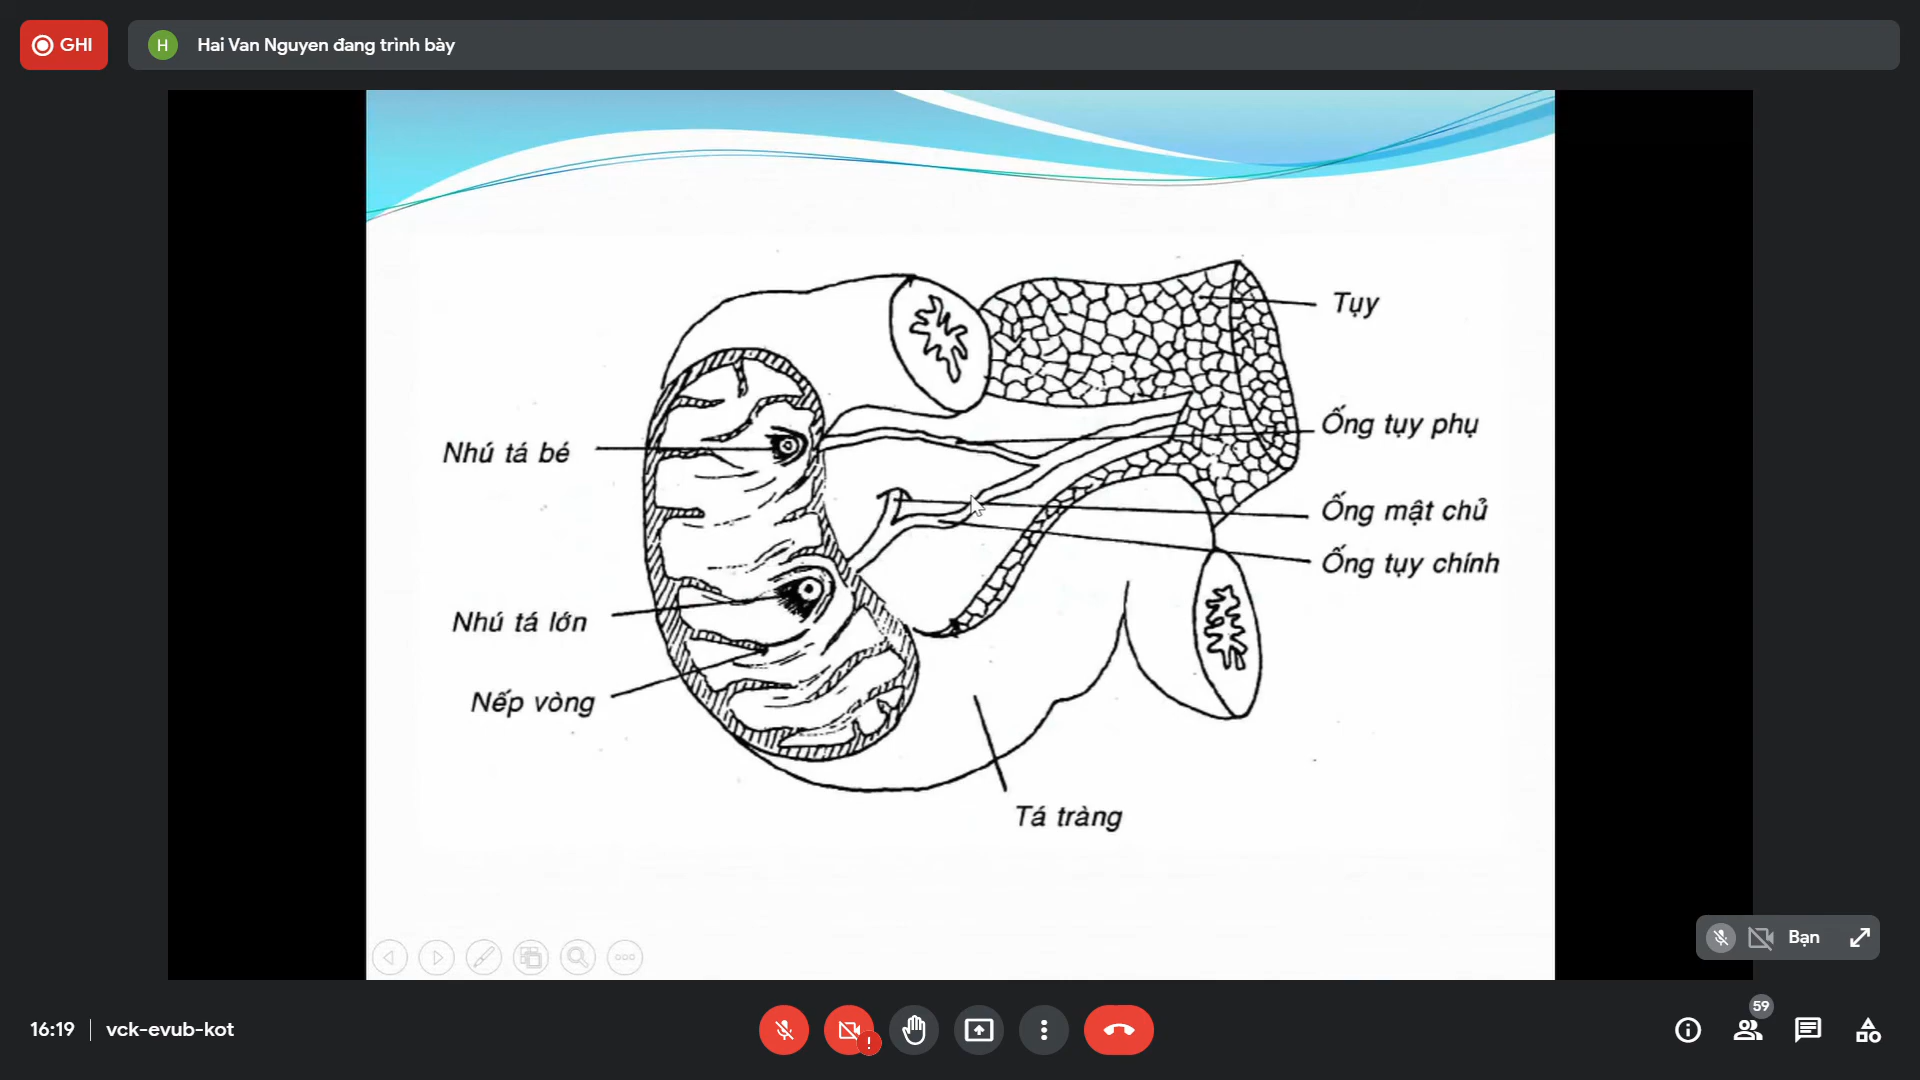 GHI
H
Hai Van Nguyen đang trình bày
Tụy
Ống tụy phụ
Nhú tá bé
Ống mật chủ
Ống tụy chính
Nhú tá lớn
Nếp vòng
Tá tràng
Bạn
59
16:19
vck-evub-kot